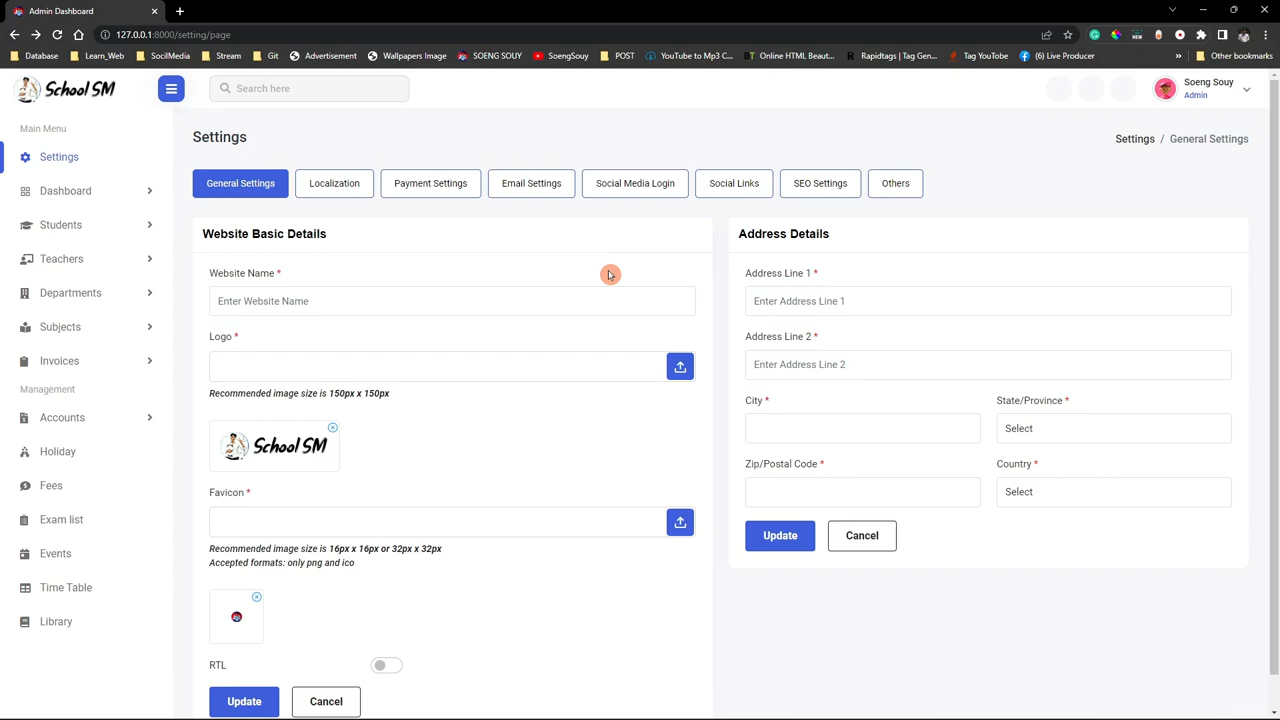 Admin Dashboard
127.0.0.1:8000/setting/page
Database
Learn_Web
SocilMedia
Stream
Git
Advertisement
Wallpapers Image
SOENG SOUY
SoengSouy
POST
YouTube to Mp3 C...
Online HTML Beaut...
Rapidtags | Tag Gen...
Tag YouTube
(6) Live Producer
»
Other bookmarks
School SM
Search here
Soeng Souy
Admin
Main Menu
Settings
Dashboard
Students
Teachers
Departments
Subjects
Invoices
Management
Accounts
Holiday
Fees
Exam list
Events
Time Table
Library
Settings
Settings / General Settings
General Settings
Localization
Payment Settings
Email Settings
Social Media Login
Social Links
SEO Settings
Others
Website Basic Details
Website Name *
Enter Website Name
Logo *
Recommended image size is 150px x 150px
School SM
Favicon *
Recommended image size is 16px x 16px or 32px x 32px
Accepted formats: only png and ico
RTL
Update
Cancel
Address Details
Address Line 1 *
Enter Address Line 1
Address Line 2 *
Enter Address Line 2
City *
State/Province *
Select
Zip/Postal Code *
Country *
Select
Update
Cancel